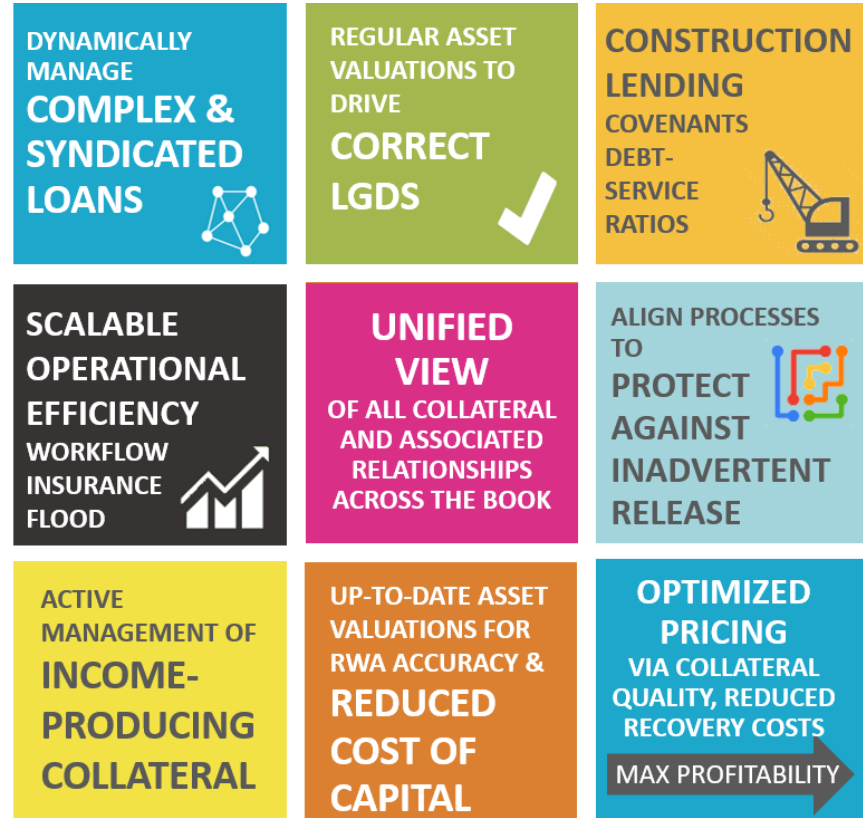 DYNAMICALLY
MANAGE
COMPLEX &
SYNDICATED
LOANS
REGULAR ASSET
VALUATIONS TO
DRIVE
CORRECT
LGDS
CONSTRUCTION
LENDING
COVENANTS
DEBT-
SERVICE
RATIOS
SCALABLE
OPERATIONAL
EFFICIENCY
WORKFLOW
INSURANCE
FLOOD
UNIFIED
VIEW
OF ALL COLLATERAL
AND ASSOCIATED
RELATIONSHIPS
ACROSS THE BOOK
ALIGN PROCESSES
TO
PROTECT
AGAINST
INADVERTENT
RELEASE
ACTIVE
MANAGEMENT OF
INCOME-
PRODUCING
COLLATERAL
UP-TO-DATE ASSET
VALUATIONS FOR
RWA ACCURACY &
REDUCED
COST OF
CAPITAL
OPTIMIZED
PRICING
VIA COLLATERAL
QUALITY, REDUCED
RECOVERY COSTS
MAX PROFITABILITY